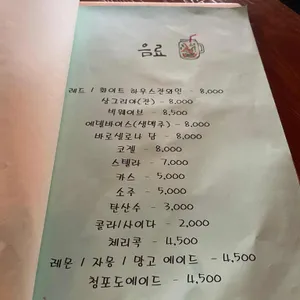 음료
레드 / 화이트 하우스와인 - 8,000
상그리아(잔) - 8,000
빅웨이브 - 8,500
에델바이스(생맥주) - 8,000
바로셀로나 담 - 8,000
코젤 - 8,000
스텔라 - 7,000
카스 - 5,000
소주 - 5,000
탄산수 - 3,000
콜라/사이다 - 2,000
체리콕 - 4,500
레몬 / 자몽 / 망고 에이드 - 4,500
청포도에이드 - 4,500